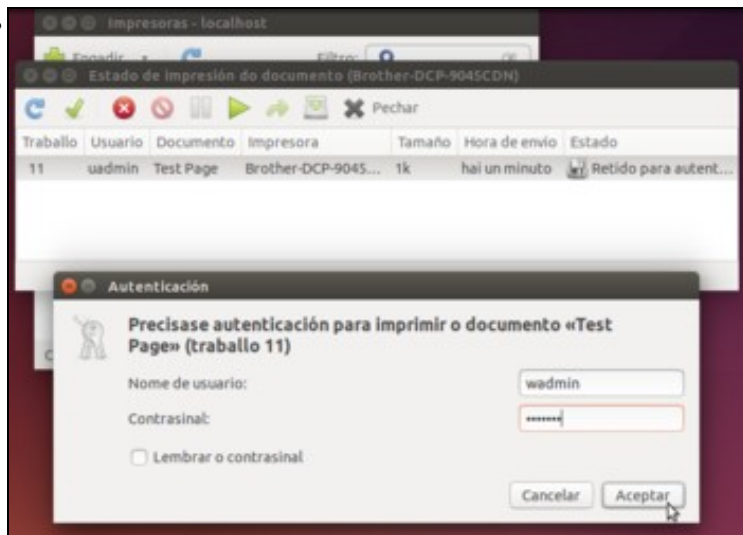 Impresoras - localhost
Engadir
Filtro:
Estado de impresión do documento (Brother-DCP-9045CDN)
Pechar
Traballo Usuario Documento Impresora Tamaño Hora de envío Estado
11 uadmin Test Page Brother-DCP-9045... 1k hai un minuto Retido para autent...
Autenticación
Precisase autenticación para imprimir o documento «Test
Page» (traballo 11)
Nome de usuario: wadmin
Contrasinal: •••••••
Lembrar o contrasinal
Cancelar Aceptar